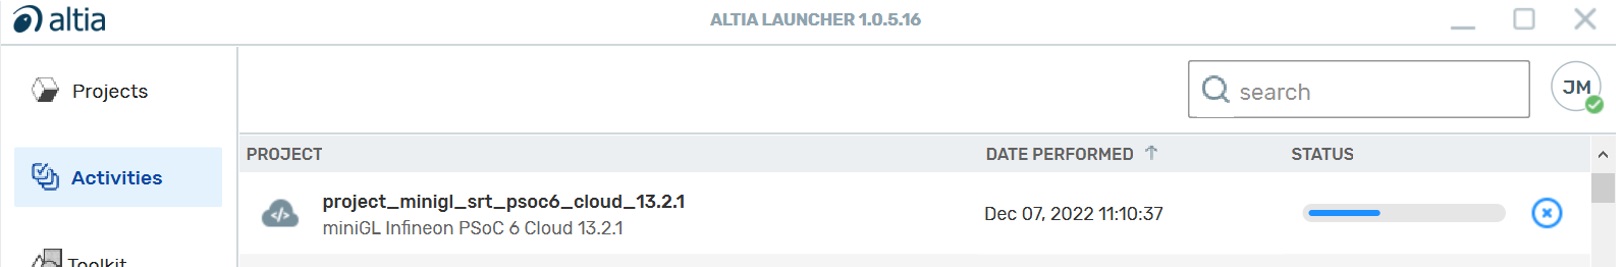 altia
ALTIA LAUNCHER 1.0.5.16
Projects
search
JM
Activities
PROJECT
DATE PERFORMED
STATUS
project_minigl_srt_psoc6_cloud_13.2.1
miniGL Infineon PSoC 6 Cloud 13.2.1
Dec 07, 2022 11:10:37
Toolkit